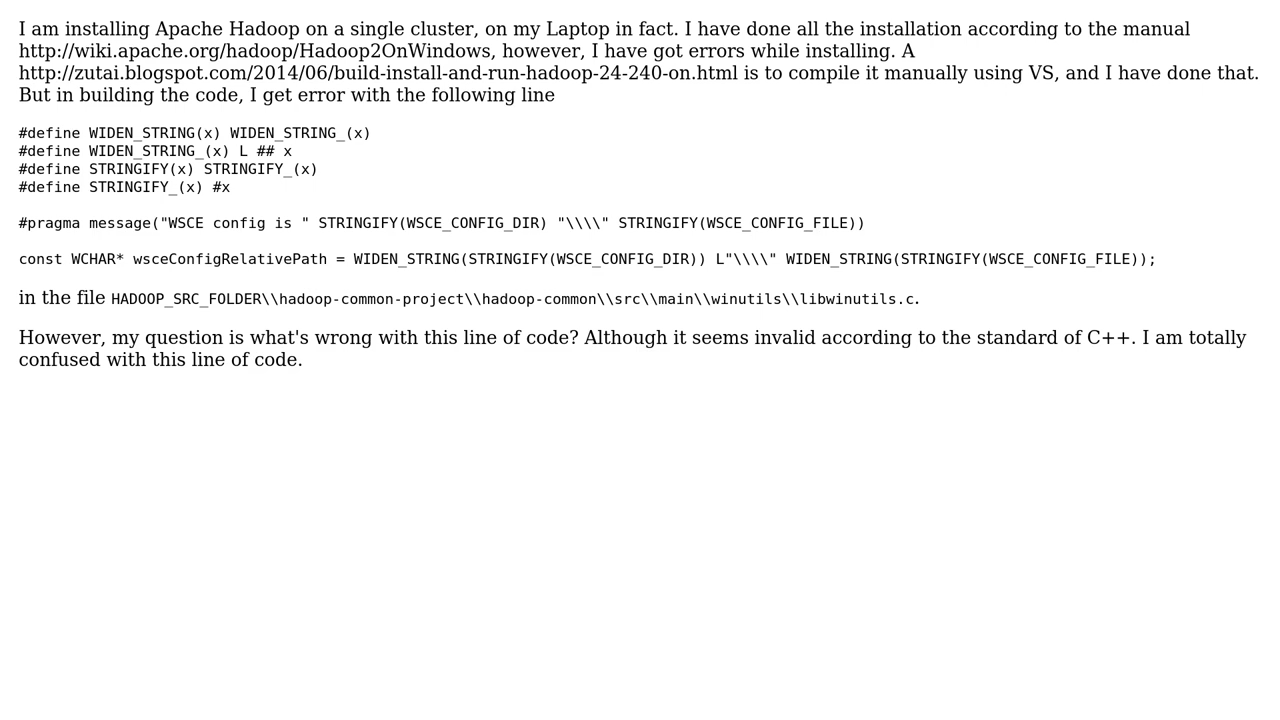 I am installing Apache Hadoop on a single cluster, on my Laptop in fact. I have done all the installation according to the manual
http://wiki.apache.org/hadoop/Hadoop2OnWindows, however, I have got errors while installing. A
http://zutai.blogspot.com/2014/06/build-install-and-run-hadoop-24-240-on.html is to compile it manually using VS, and I have done that.
But in building the code, I get error with the following line
#define WIDEN_STRING(x) WIDEN_STRING_(x)
#define WIDEN_STRING_(x) L ## x
#define STRINGIFY(x) STRINGIFY_(x)
#define STRINGIFY_(x) #x
#pragma message("WSCE config is " STRINGIFY(WSCE_CONFIG_DIR) "\\\\" STRINGIFY(WSCE_CONFIG_FILE))
const WCHAR* wsceConfigRelativePath = WIDEN_STRING(STRINGIFY(WSCE_CONFIG_DIR)) L"\\\\" WIDEN_STRING(STRINGIFY(WSCE_CONFIG_FILE));
in the file HADOOP_SRC_FOLDER\\hadoop-common-project\\hadoop-common\\src\\main\\winutils\\libwinutils.c.
However, my question is what's wrong with this line of code? Although it seems invalid according to the standard of C++. I am totally
confused with this line of code.